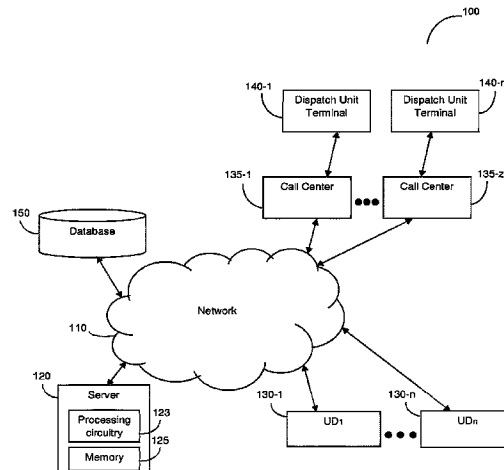 100
140-1
Dispatch Unit
Terminal
140-n
Dispatch Unit
Terminal
135-1
Call Center
Call Center
135-z
150
Database
Network
110
120
Server
Processing
circuitry
123
Memory
125
130-1
UD1
130-n
UDn